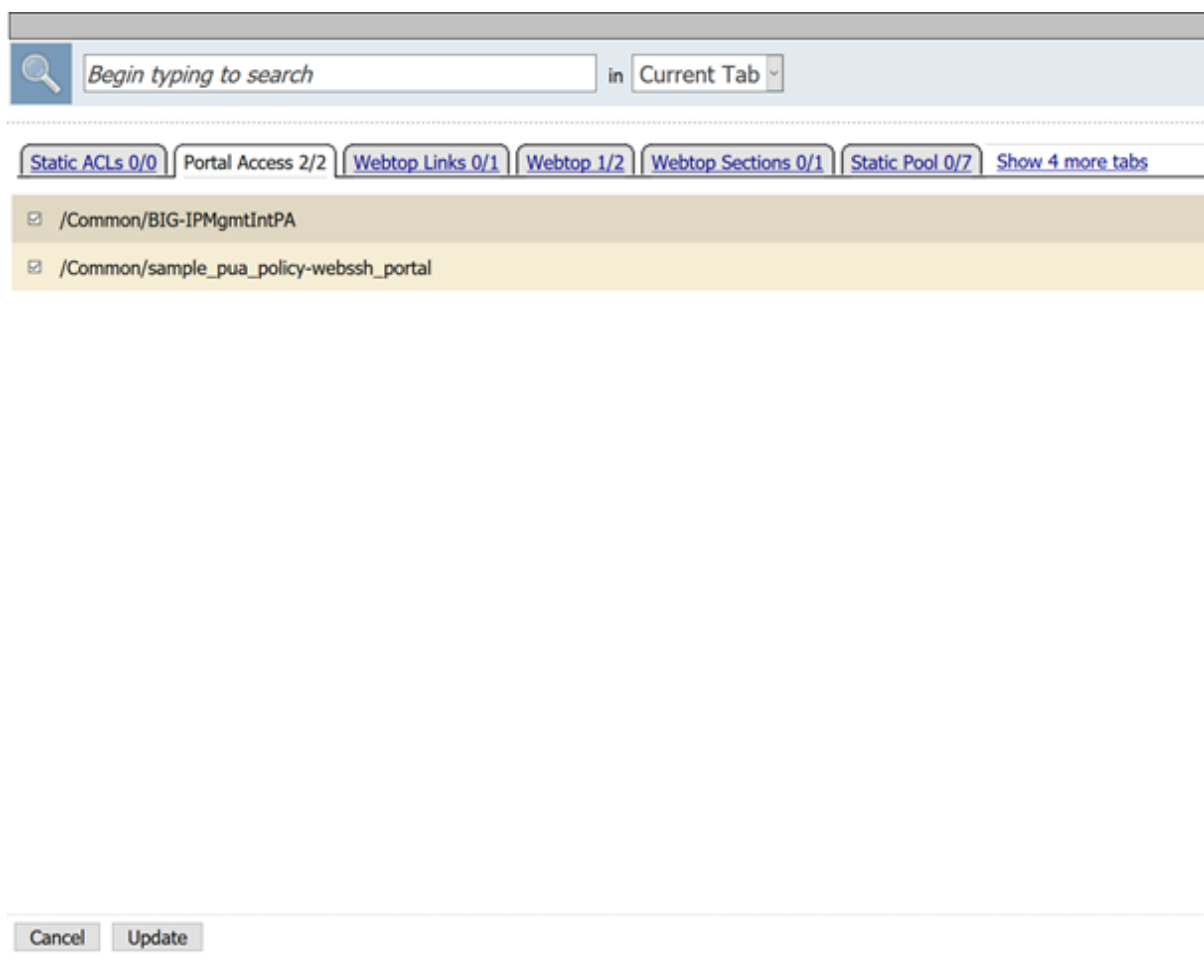 Begin typing to search in Current Tab
Static ACLs 0/0 Portal Access 2/2 Webtop Links 0/1 Webtop 1/2 Webtop Sections 0/1 Static Pool 0/7 Show 4 more tabs
/Common/BIG-IPMgmtIntPA
/Common/sample_pua_policy-webssh_portal
Cancel Update